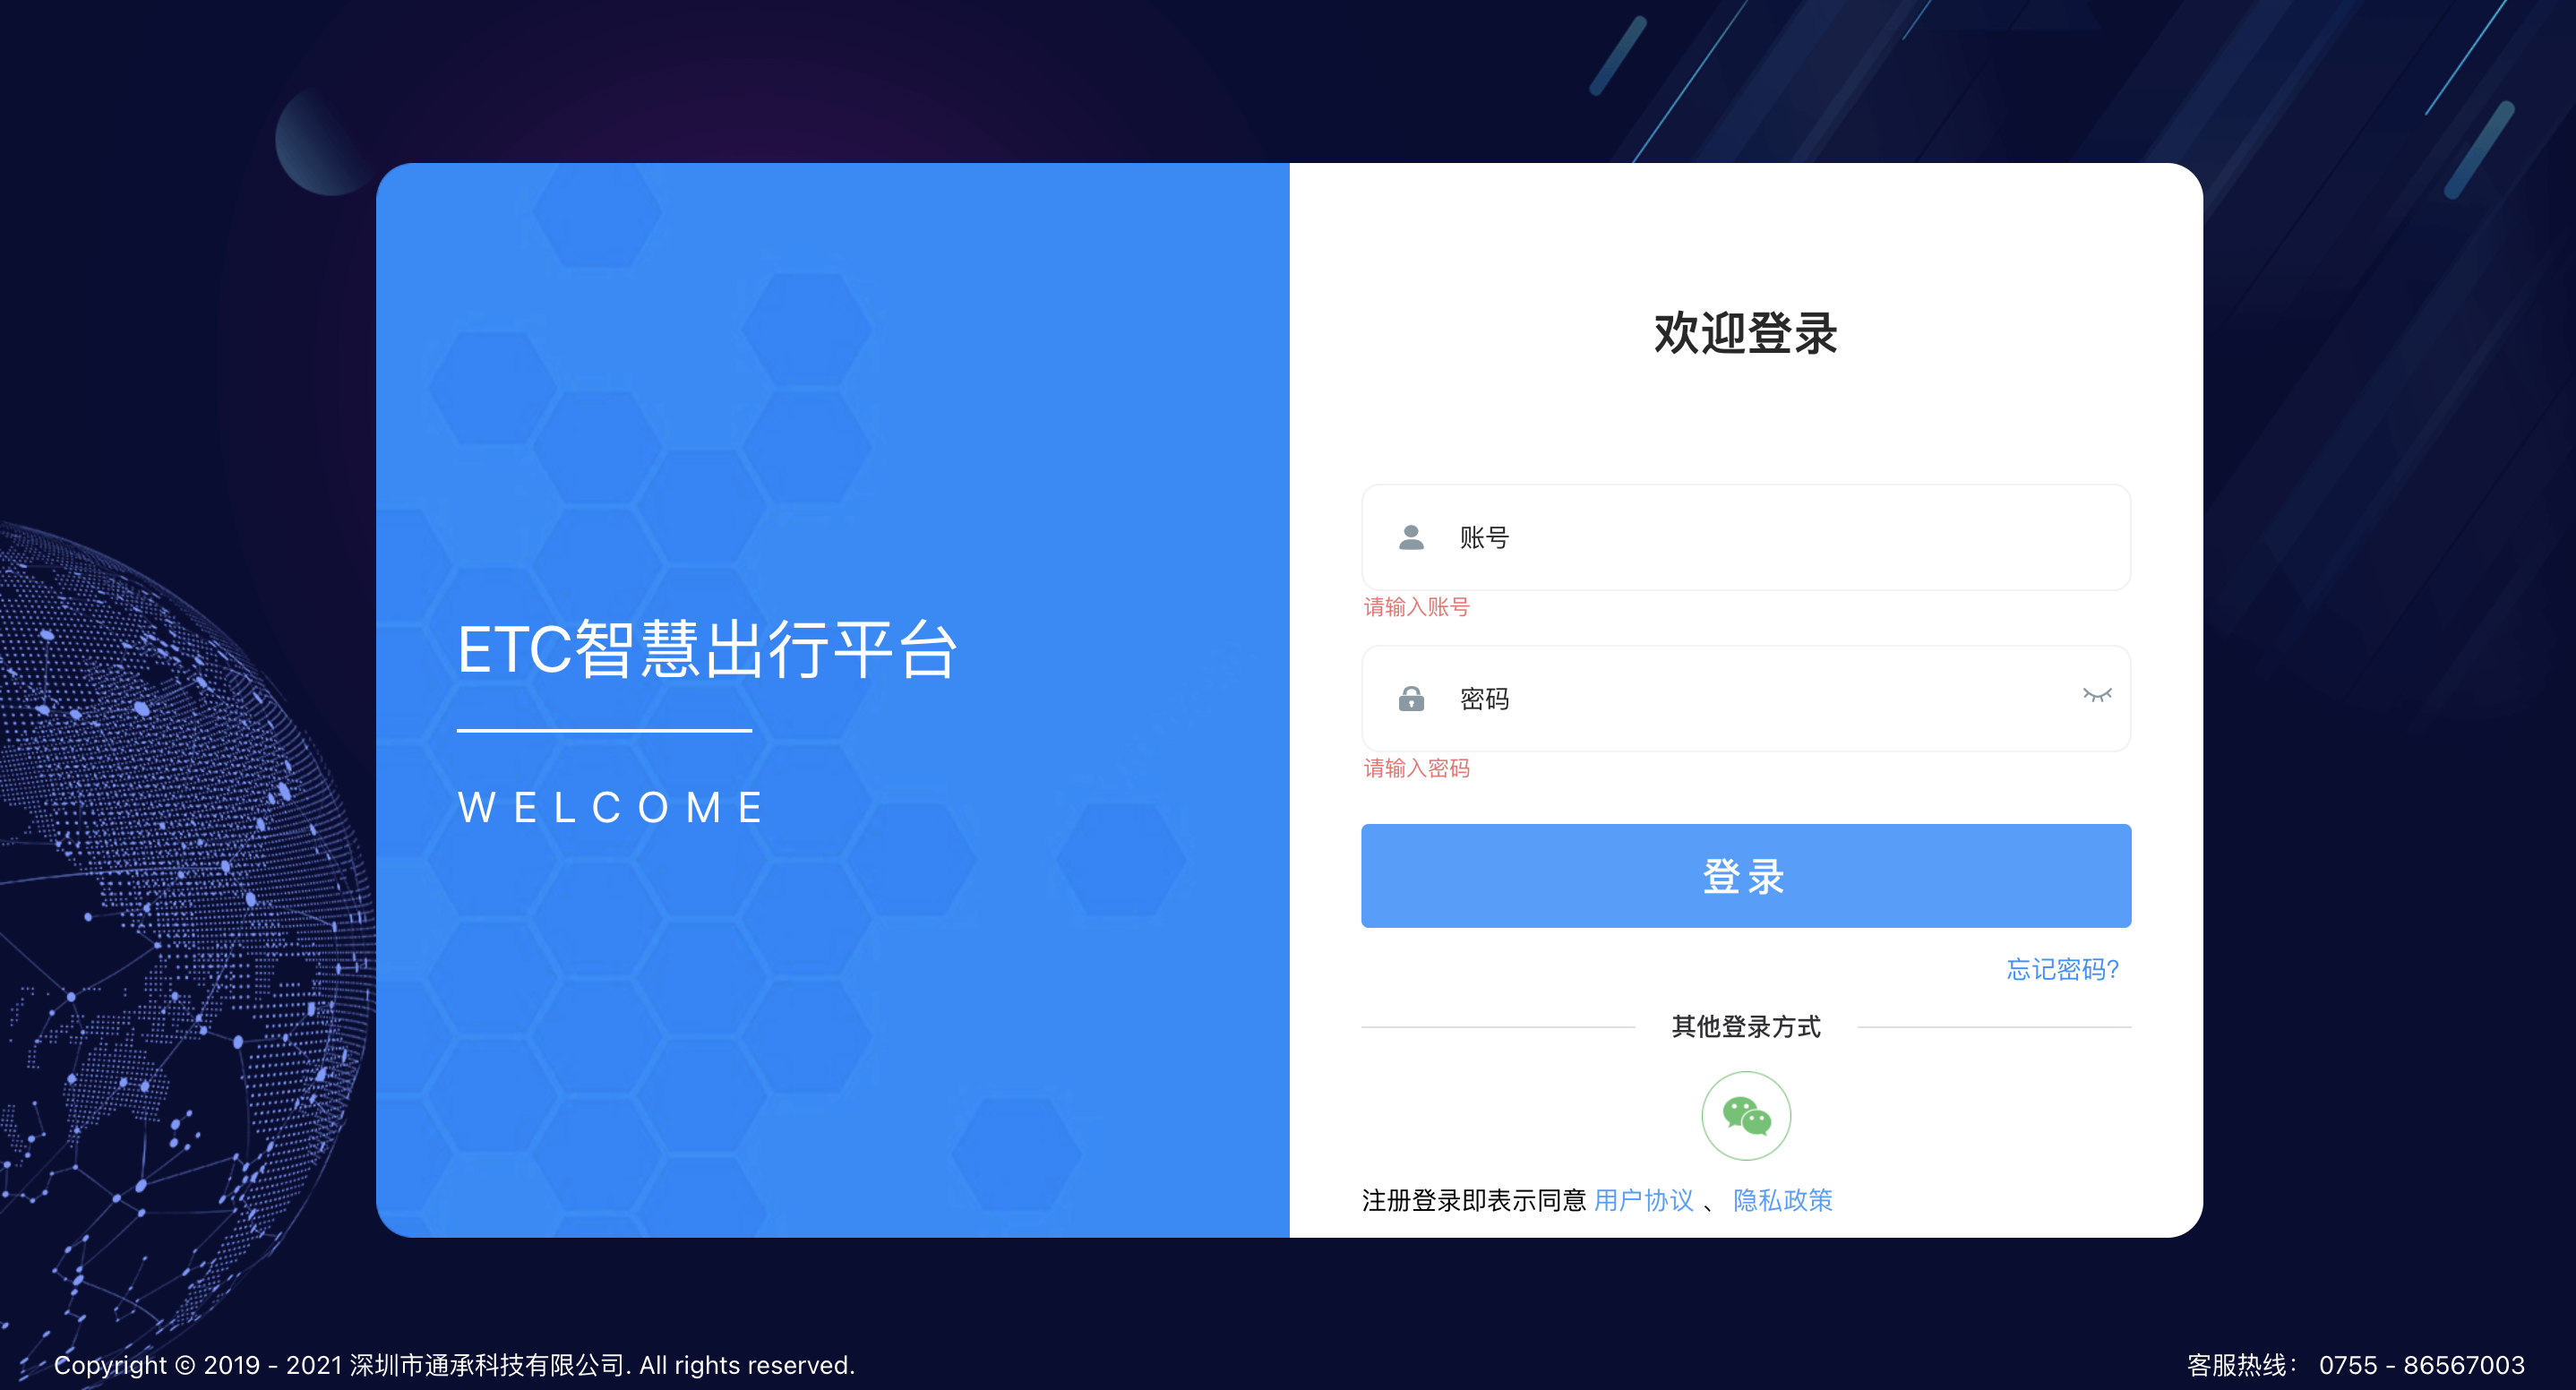 ETC智慧出行平台
WELCOME
欢迎登录
账号
请输入账号
密码
请输入密码
登录
忘记密码?
其他登录方式
注册登录即表示同意 用户协议 、 隐私政策
Copyright © 2019 - 2021 深圳市通承科技有限公司. All rights reserved.
客服热线： 0755 - 86567003